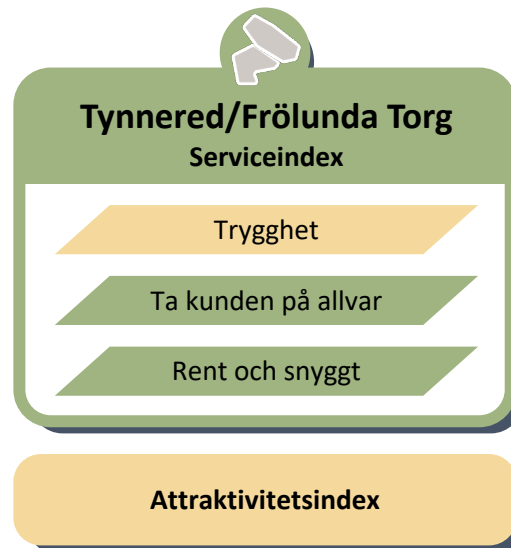 Tynnered/Frölunda Torg
Serviceindex
Trygghet
Ta kunden på allvar
Rent och snyggt
Attraktivitetsindex